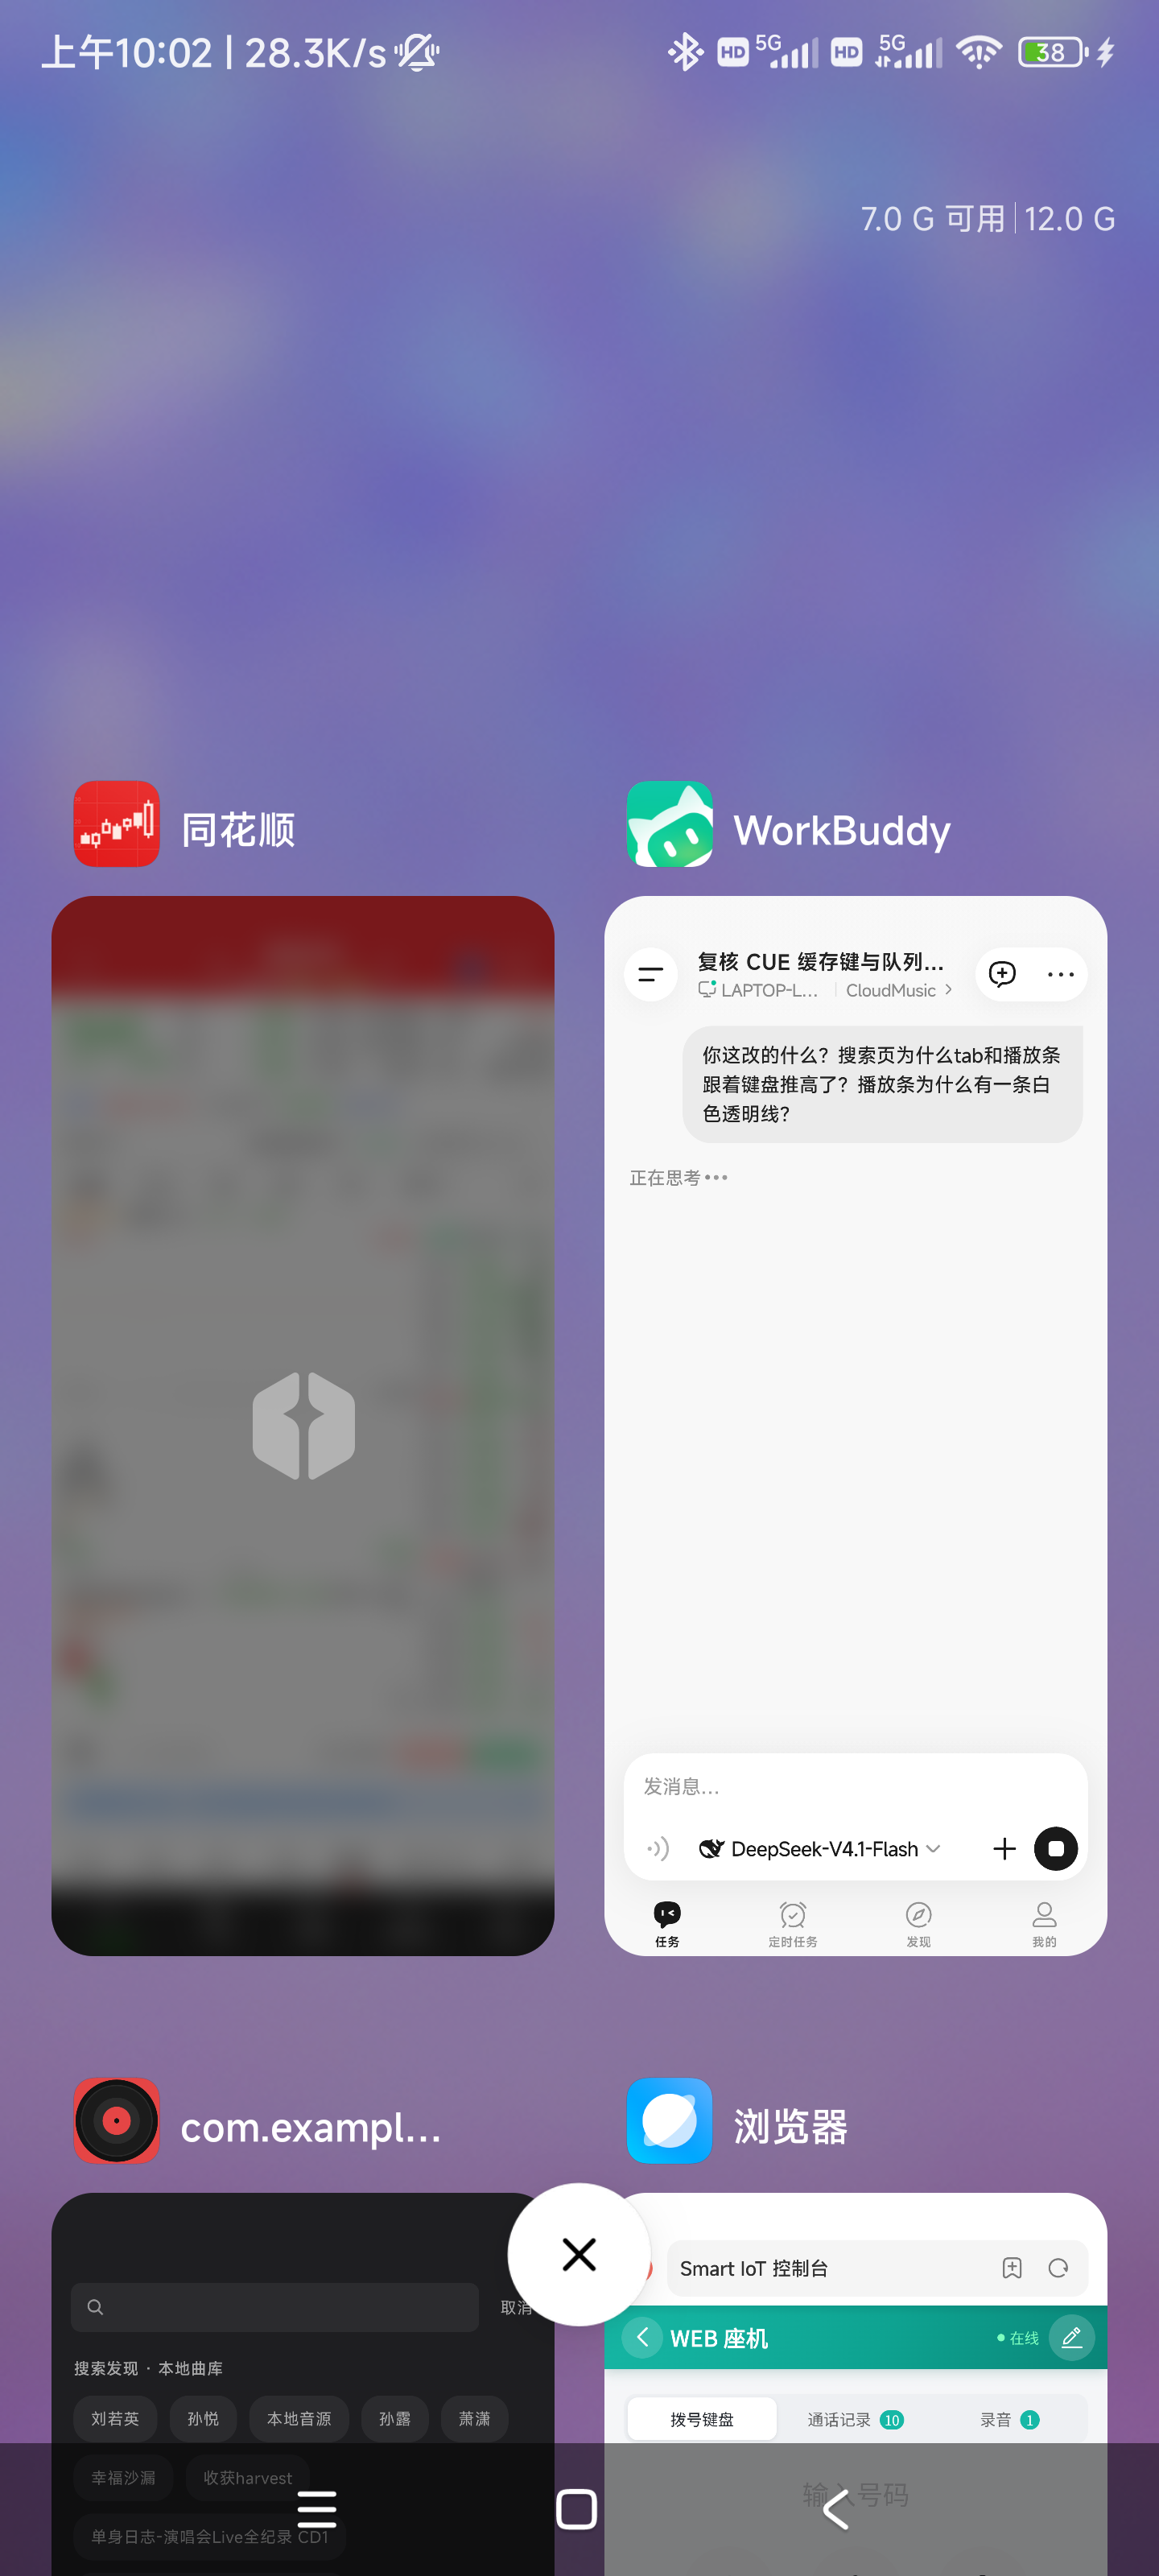 上午10:02 | 28.3K/s
HD 5G HD 5G 38
7.0 G 可用 | 12.0 G
同花顺
WorkBuddy
复核 CUE 缓存键与队列...
LAPTOP-L... | CloudMusic
你这改的什么？搜索页为什么tab和播放条
跟着键盘推高了？播放条为什么有一条白
色透明线？
正在思考•••
发消息...
DeepSeek-V4.1-Flash
任务 定时任务 发现 我的
com.exampl...
浏览器
取消
搜索发现 · 本地曲库
刘若英 孙悦 本地音源 孙露 萧潇
幸福沙漏 收获harvest
单身日志-演唱会Live全纪录 CD1
Smart IoT 控制台
WEB 座机
在线
拨号键盘 通话记录 10 录音 1
输入号码